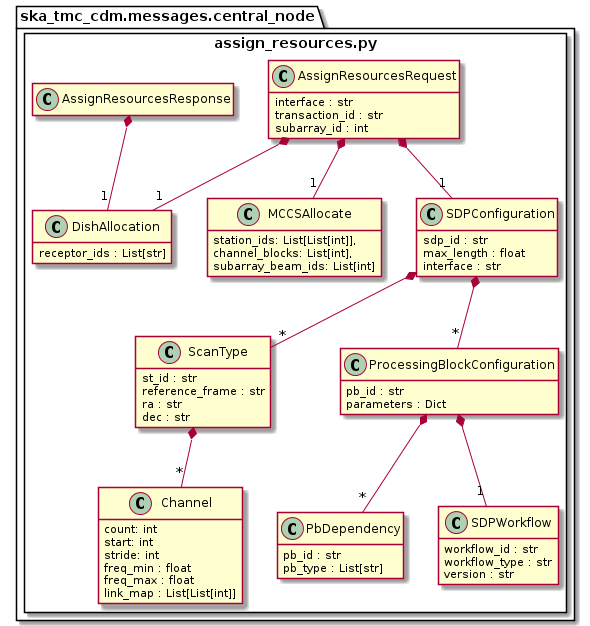 ska_tmc_cdm.messages.central_node
assign_resources.py
C AssignResourcesResponse
C AssignResourcesRequest
interface : str
transaction_id : str
subarray_id : int
1
1
1
1
C DishAllocation
receptor_ids : List[str]
C MCCSAllocate
station_ids: List[List[int]],
channel_blocks: List[int],
subarray_beam_ids: List[int]
C SDPConfiguration
sdp_id : str
max_length : float
interface : str
*
*
C ScanType
st_id : str
reference_frame : str
ra : str
dec : str
C ProcessingBlockConfiguration
pb_id : str
parameters : Dict
*
*
1
C Channel
count: int
start: int
stride: int
freq_min : float
freq_max : float
link_map : List[List[int]]
C PbDependency
pb_id : str
pb_type : List[str]
C SDPWorkflow
workflow_id : str
workflow_type : str
version : str